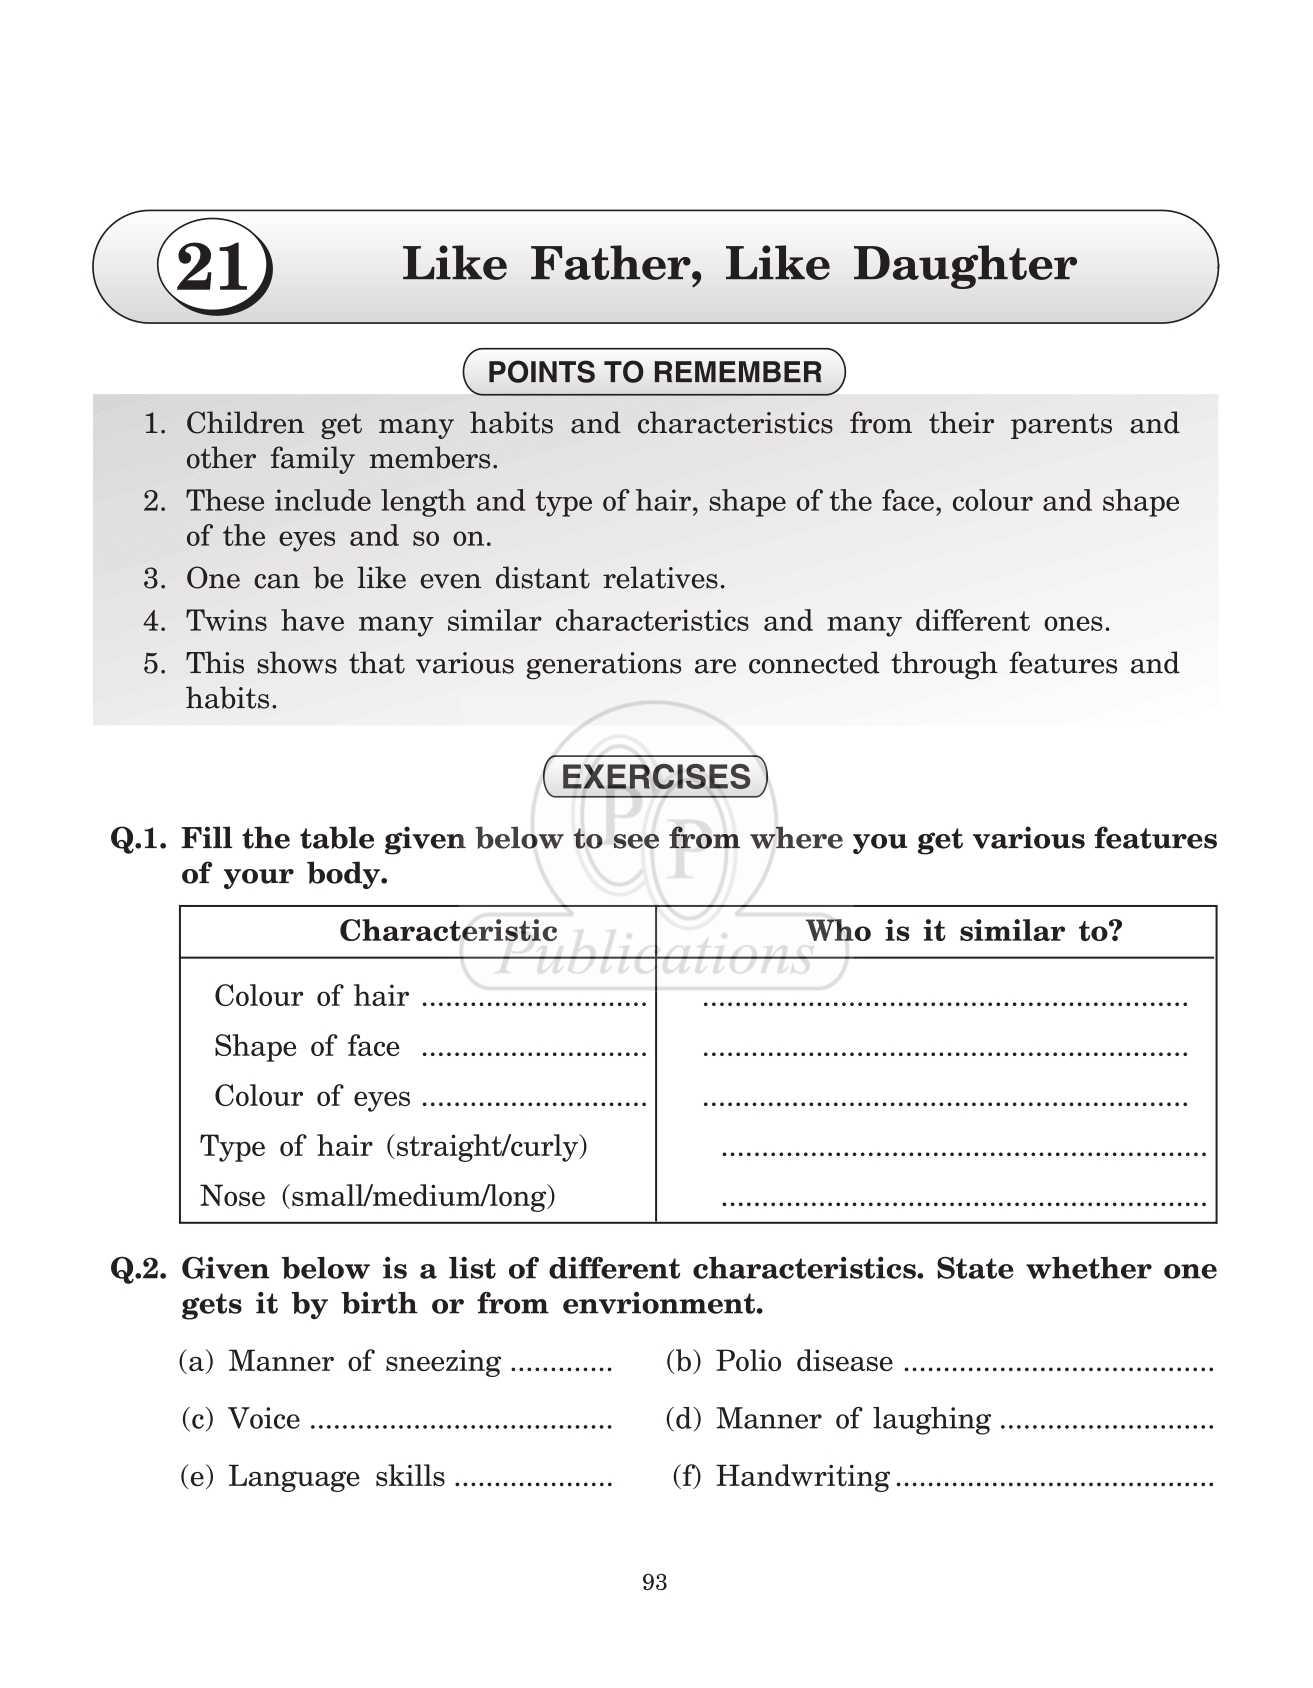 21 Like Father, Like Daughter
POINTS TO REMEMBER
1. Children get many habits and characteristics from their parents and
other family members.
2. These include length and type of hair, shape of the face, colour and shape
of the eyes and so on.
3. One can be like even distant relatives.
4. Twins have many similar characteristics and many different ones.
5. This shows that various generations are connected through features and
habits.
EXERCISES
Q.1. Fill the table given below to see from where you get various features
of your body.
Characteristic Who is it similar to?
PP
Publications
Colour of hair ............................ ............................................................
Shape of face ............................ ............................................................
Colour of eyes ............................ ............................................................
Type of hair (straight/curly) ............................................................
Nose (small/medium/long) ............................................................
Q.2. Given below is a list of different characteristics. State whether one
gets it by birth or from envrionment.
(a) Manner of sneezing ............. (b) Polio disease .......................................
(c) Voice ...................................... (d) Manner of laughing ...........................
(e) Language skills .................... (f) Handwriting ........................................
93